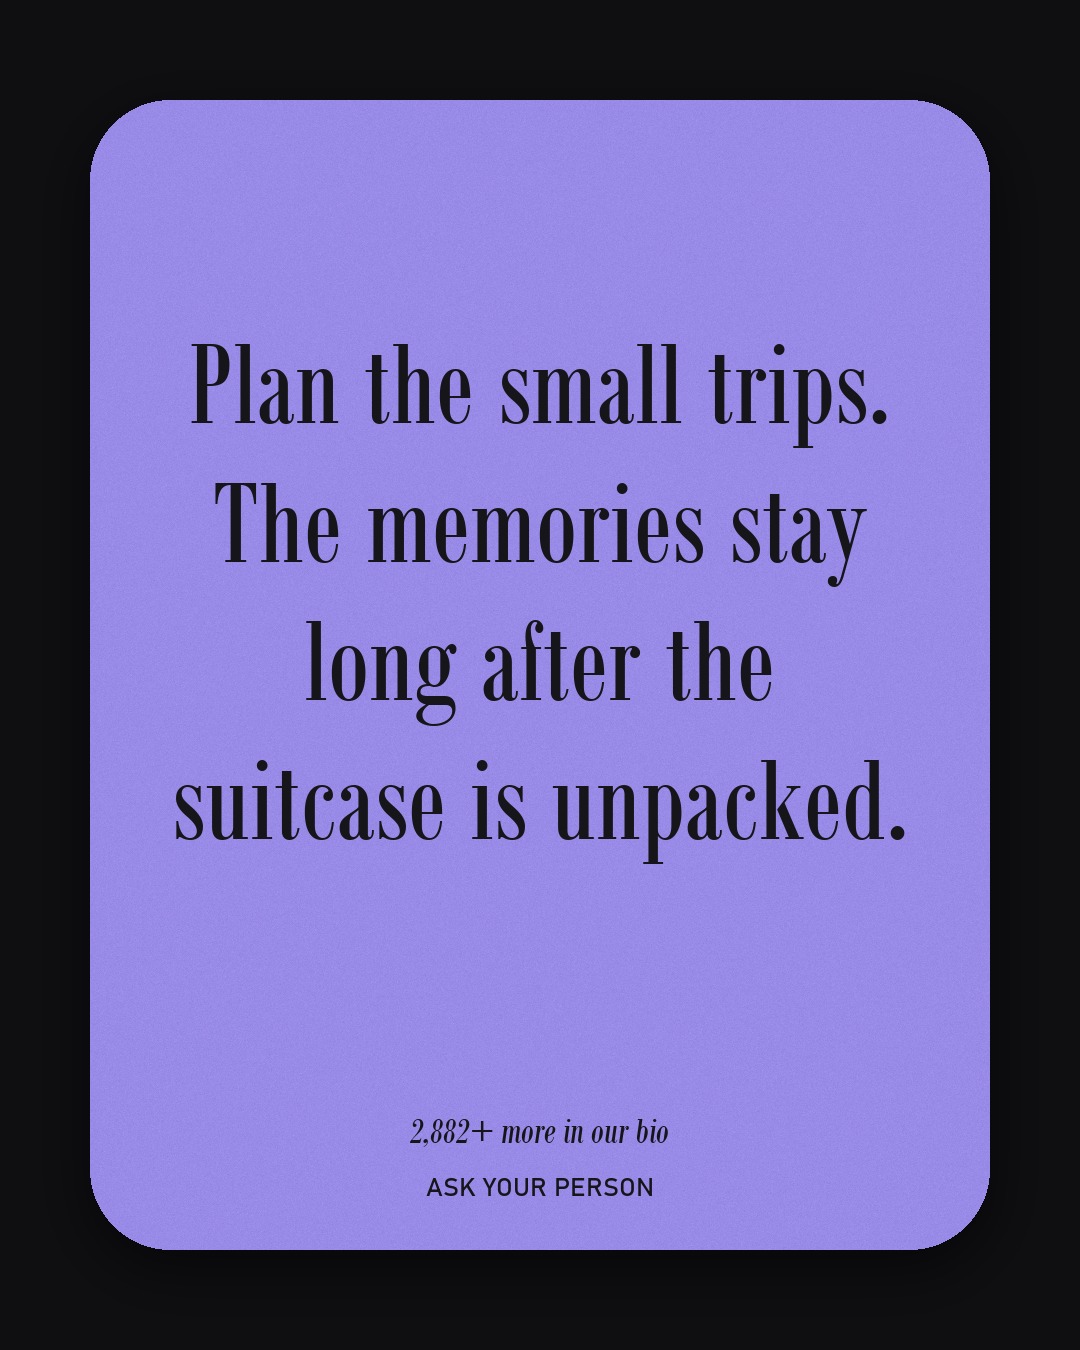 Plan the small trips.
The memories stay
long after the
suitcase is unpacked.
2,882+ more in our bio
ASK YOUR PERSON